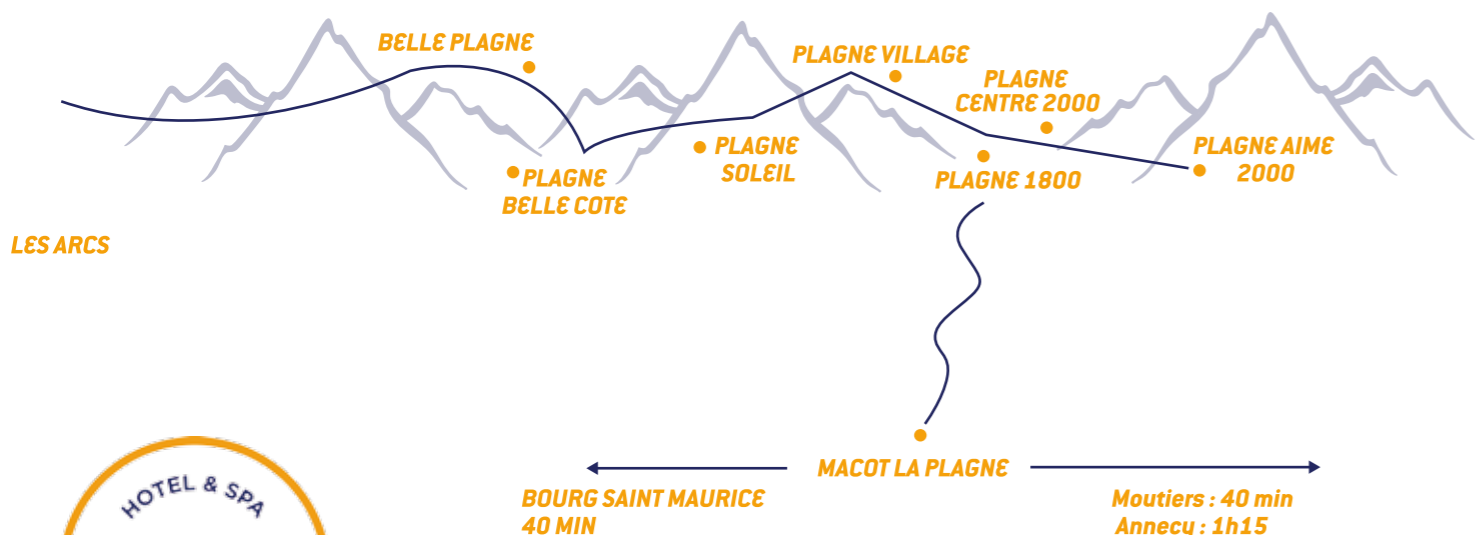 BELLE PLAGNE
PLAGNE VILLAGE
PLAGNE
CENTRE 2000
PLAGNE
SOLEIL
PLAGNE AIME
2000
PLAGNE
BELLE COTE
PLAGNE 1800
LES ARCS
MACOT LA PLAGNE
BOURG SAINT MAURICE
40 MIN
Moutiers : 40 min
Annecy : 1h15
HOTEL & SPA